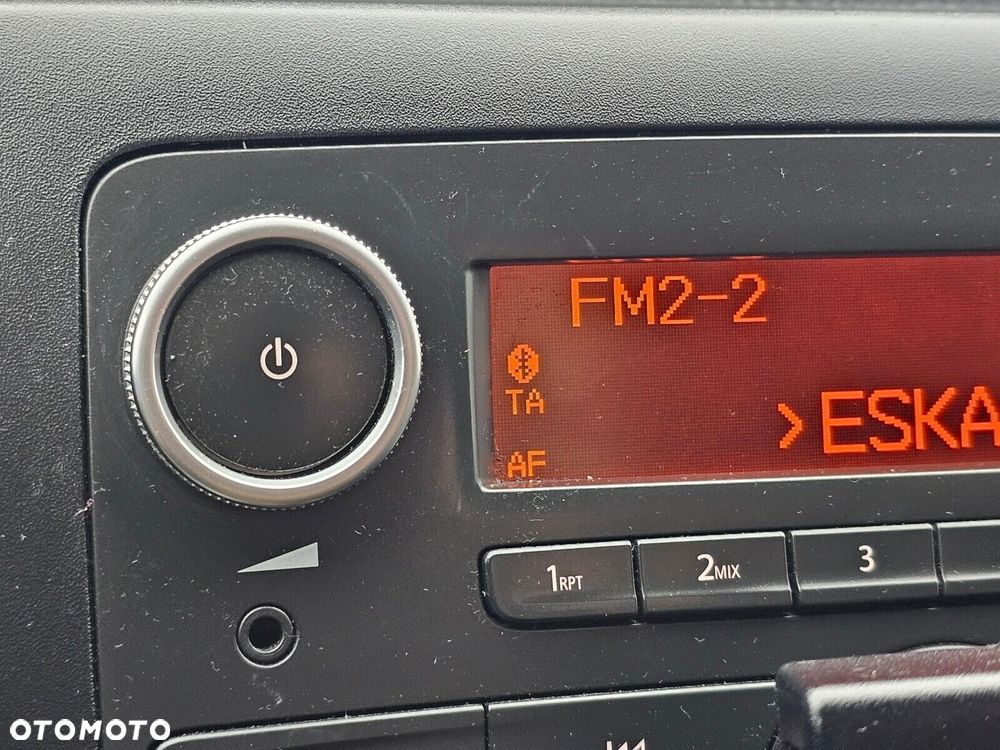 FM2-2
TA
>ESKA
AF
1RPT
2MIX
3
OTOMOTO